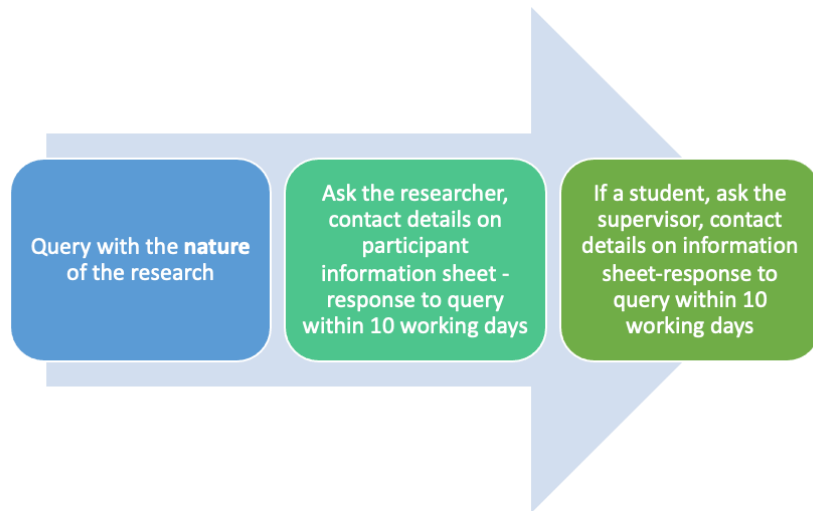 Query with the nature
of the research
Ask the researcher,
contact details on
participant
information sheet -
response to query
within 10 working days
If a student, ask the
supervisor, contact
details on information
sheet-response to
query within 10
working days